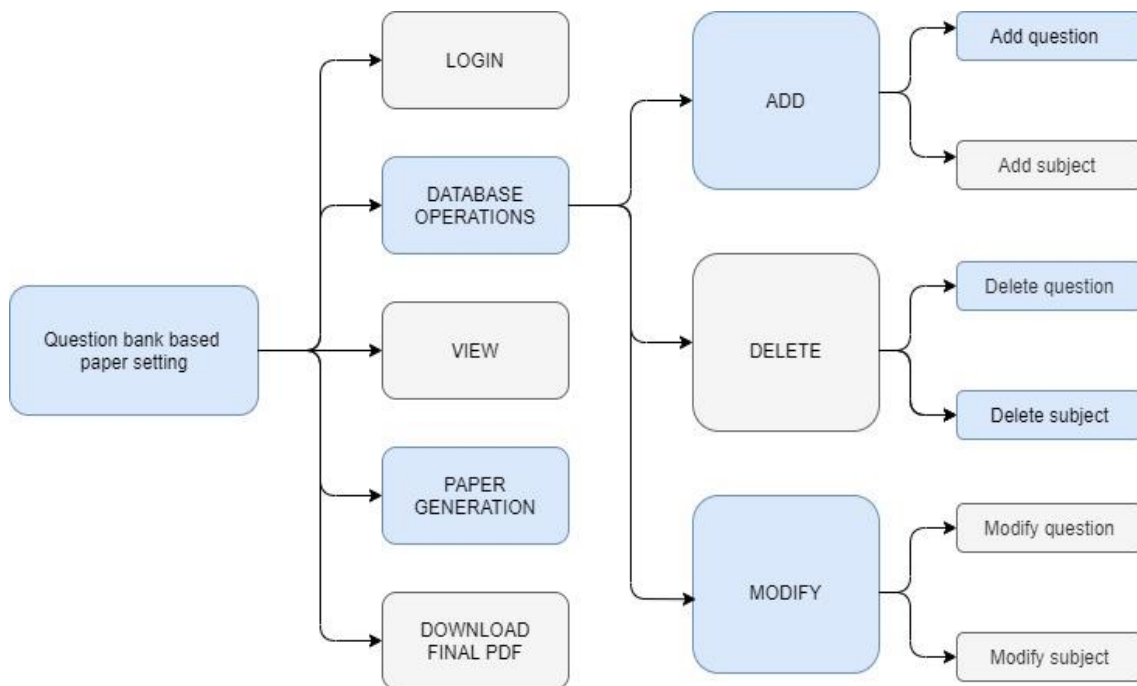 Question bank based
paper setting
LOGIN
DATABASE
OPERATIONS
VIEW
PAPER
GENERATION
DOWNLOAD
FINAL PDF
ADD
DELETE
MODIFY
Add question
Add subject
Delete question
Delete subject
Modify question
Modify subject